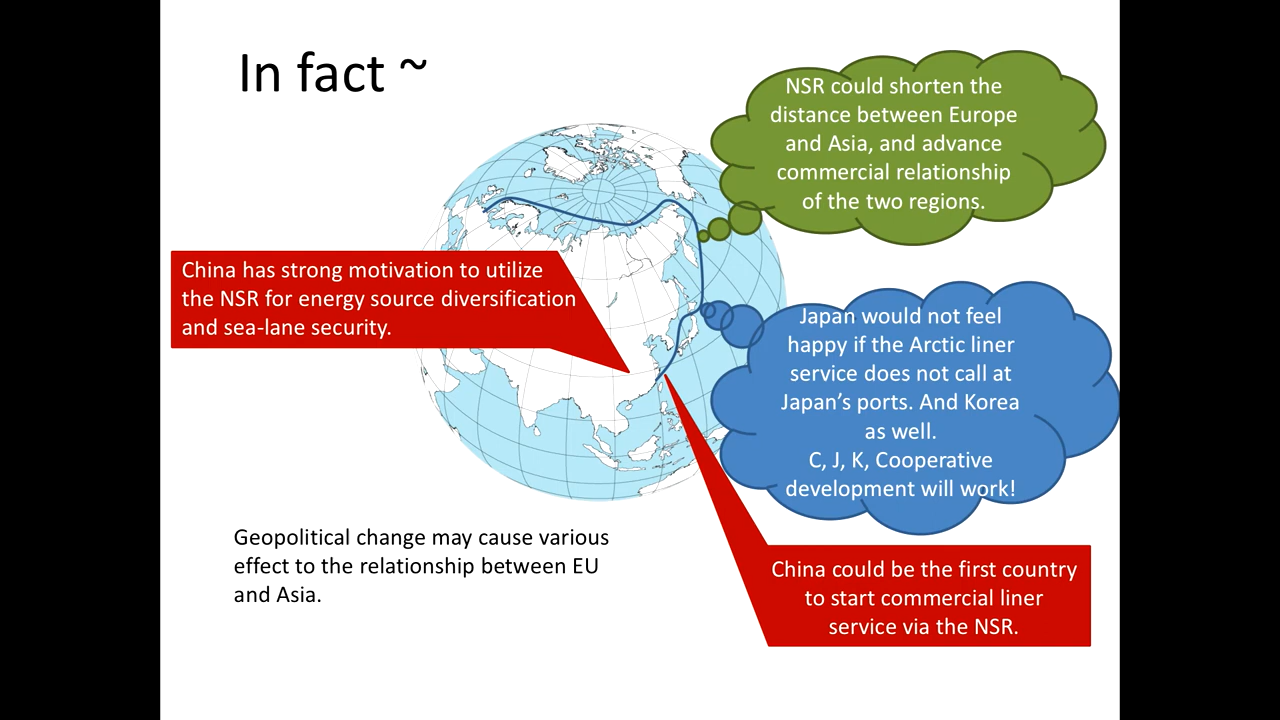 In fact ~
NSR could shorten the
distance between Europe
and Asia, and advance
commercial relationship
of the two regions.
China has strong motivation to utilize
the NSR for energy source diversification
and sea-lane security.
Japan would not feel
happy if the Arctic liner
service does not call at
Japan’s ports. And Korea
as well.
C, J, K, Cooperative
development will work!
Geopolitical change may cause various
effect to the relationship between EU
and Asia.
China could be the first country
to start commercial liner
service via the NSR.